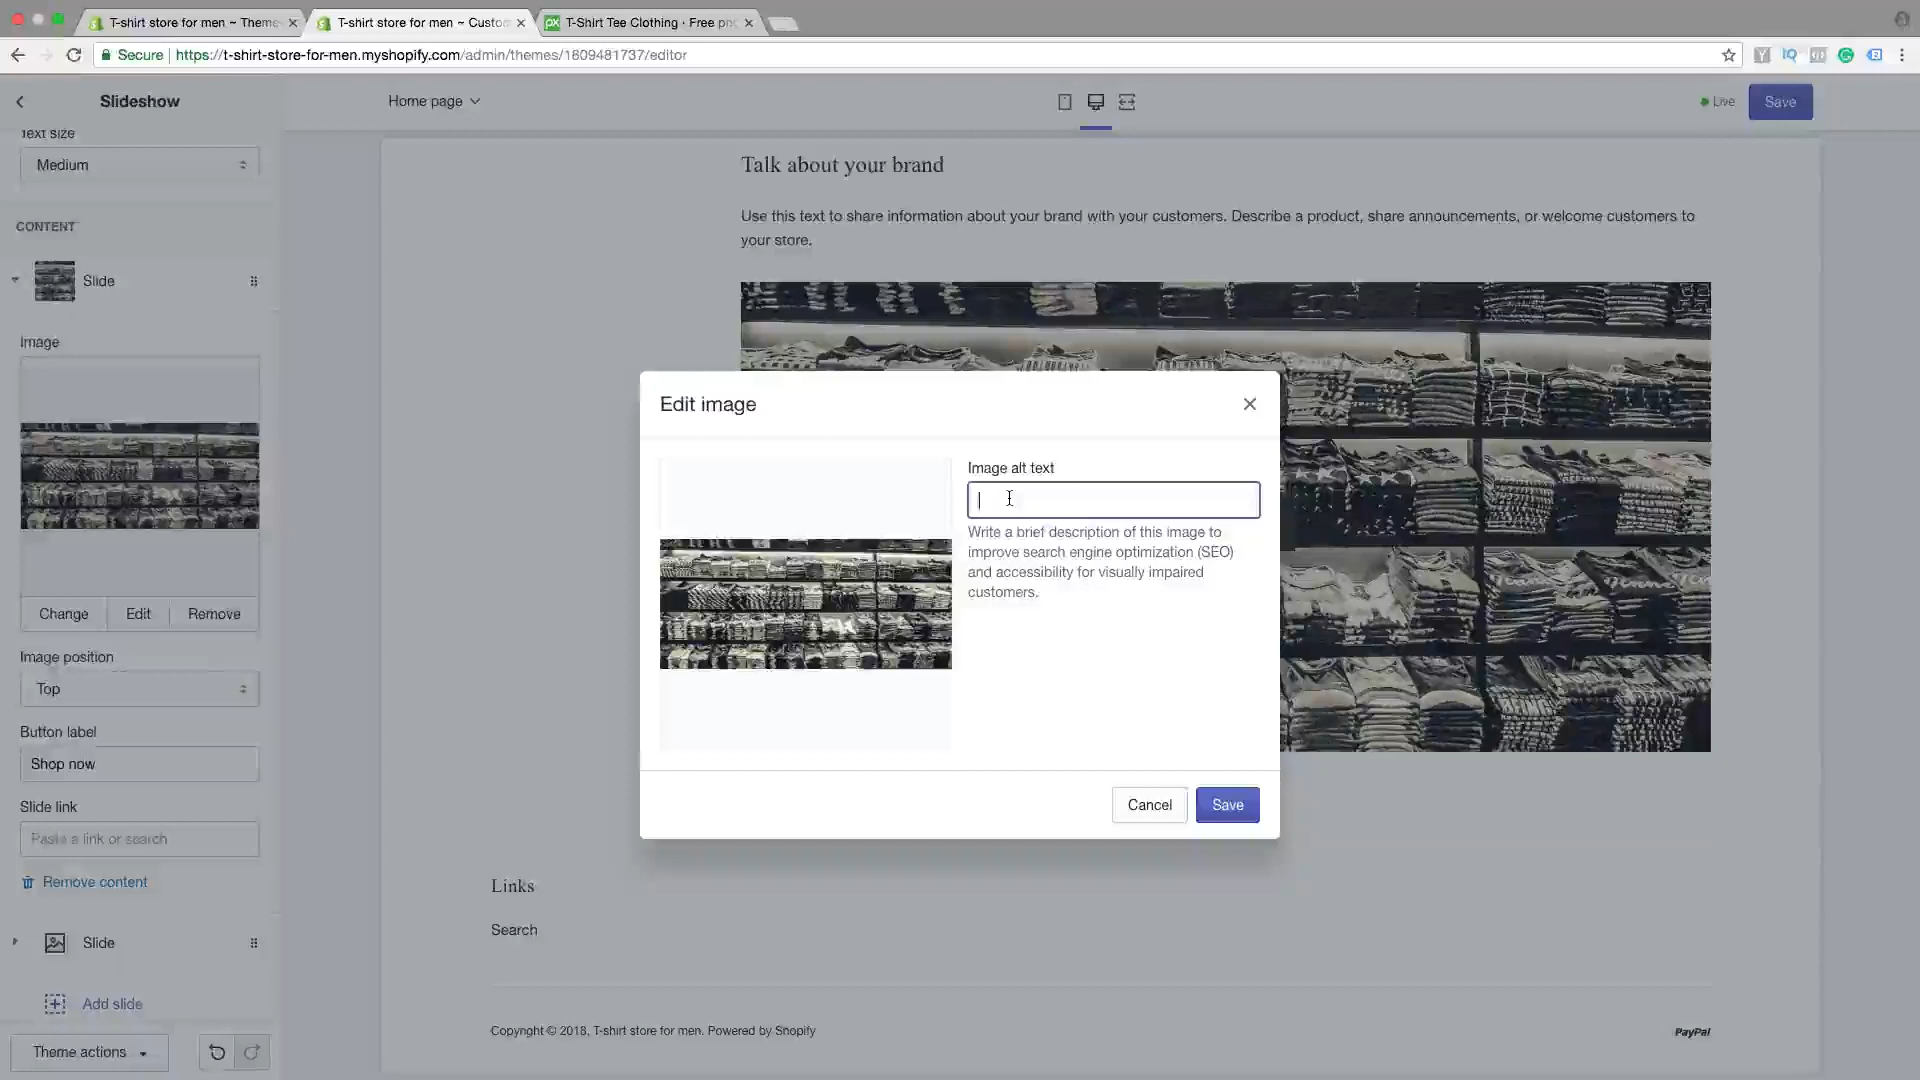 T-shirt store for men ~ Theme
T-shirt store for men ~ Custo
T-Shirt Tee Clothing · Free
Secure
https://t-shirt-store-for-men.myshopify.com/admin/themes/1609481737/editor
Slideshow
Home page
Live
Save
Text size
Medium
CONTENT
Slide
Image
Change
Edit
Remove
Image position
Top
Button label
Shop now
Slide link
Paste a link or search
Remove content
Slide
Add slide
Theme actions
Talk about your brand
Use this text to share information about your brand with your customers. Describe a product, share announcements, or welcome customers to
your store.
Edit image
Image alt text
Write a brief description of this image to
improve search engine optimization (SEO)
and accessibility for visually impaired
customers.
Cancel
Save
Links
Search
Copyright © 2018, T-shirt store for men. Powered by Shopify
PayPal